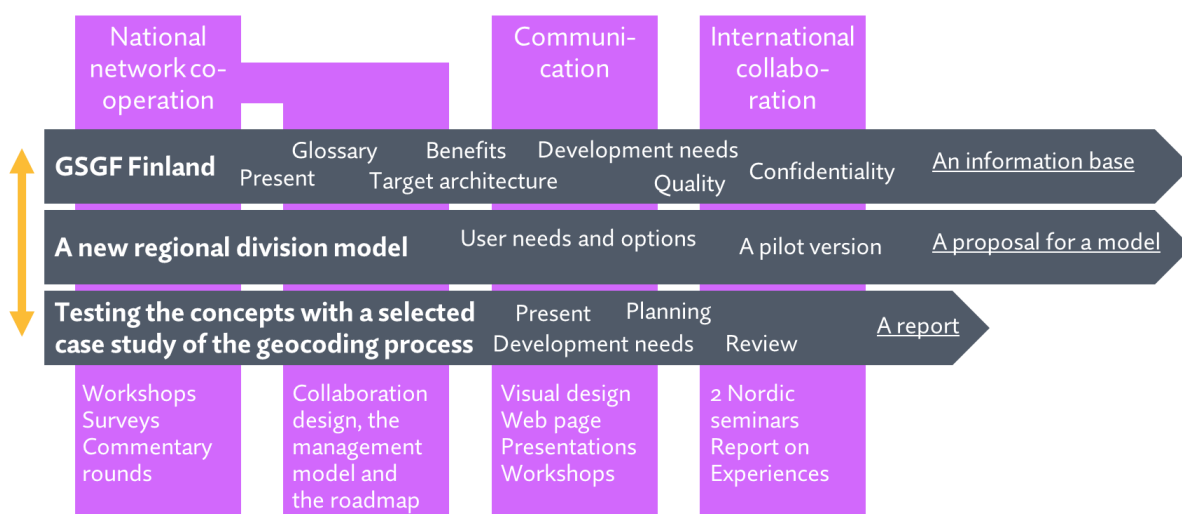 National
network co-
operation
Communi-
cation
International
collabo-
ration
GSGF Finland
Present
Glossary
Target architecture
Benefits
Development needs
Quality
Confidentiality
An information base
A new regional division model
User needs and options
A pilot version
A proposal for a model
Testing the concepts with a selected
case study of the geocoding process
Present
Planning
Development needs
Review
A report
Workshops
Surveys
Commentary
rounds
Collaboration
design, the
management
model and
the roadmap
Visual design
Web page
Presentations
Workshops
2 Nordic
seminars
Report on
Experiences